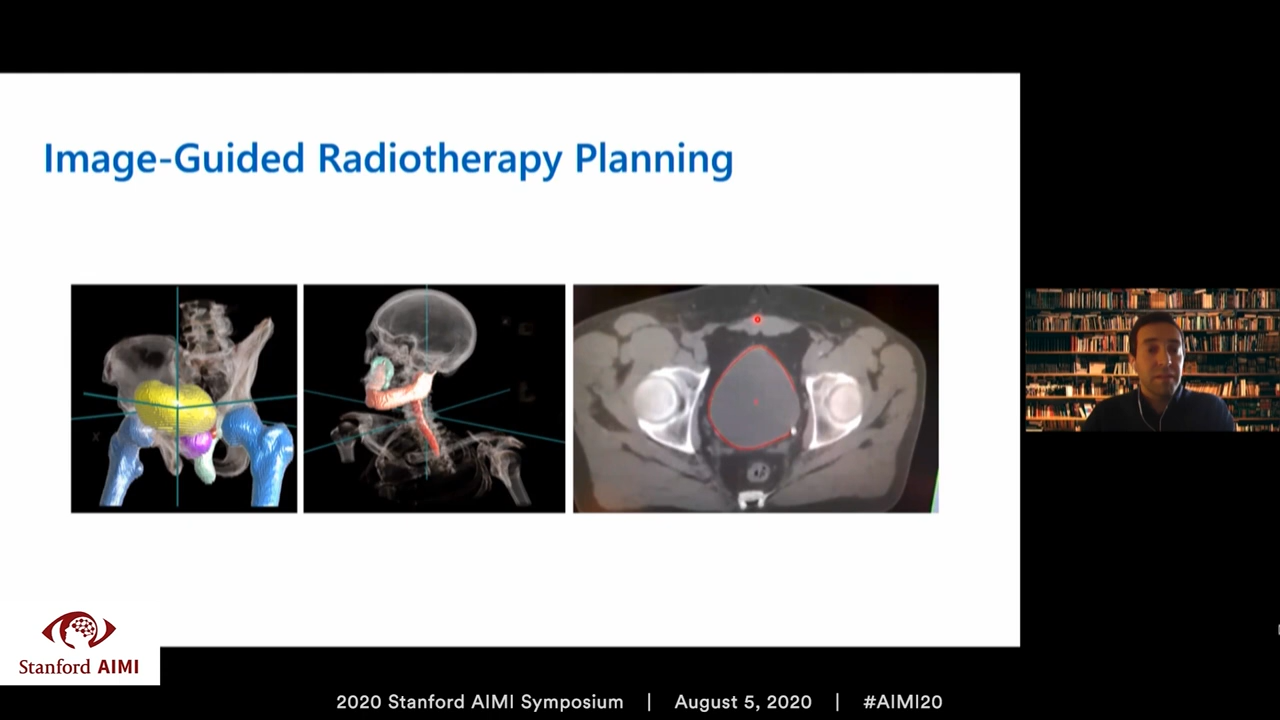 Image-Guided Radiotherapy Planning
Stanford AIMI
2020 Stanford AIMI Symposium | August 5, 2020 | #AIMI20